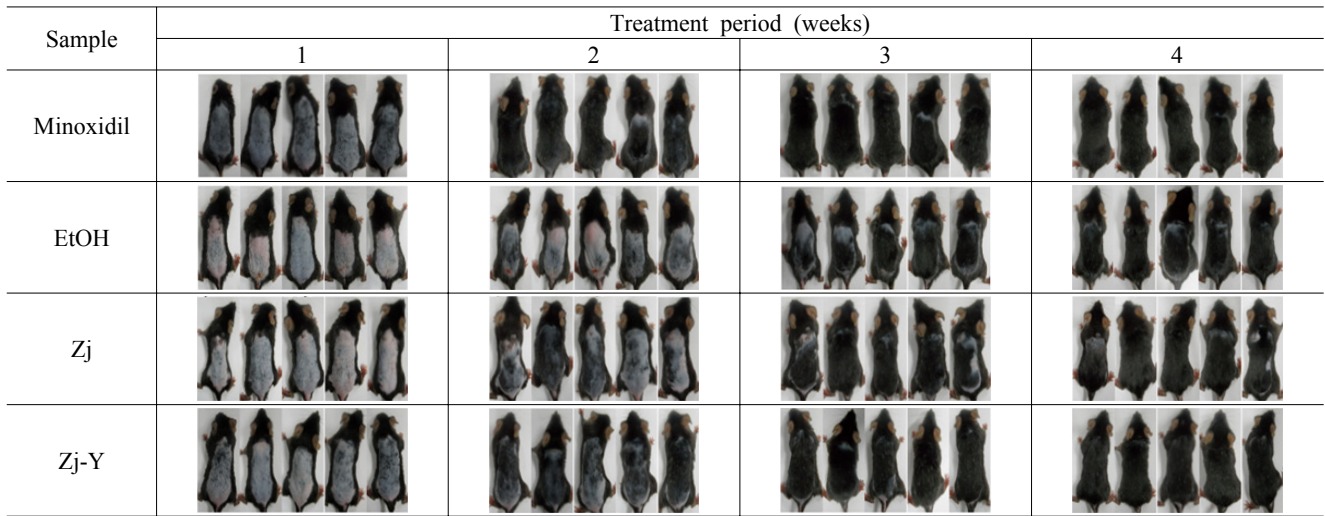 Sample
Treatment period (weeks)
1 2 3 4
Minoxidil
EtOH
Zj
Zj-Y